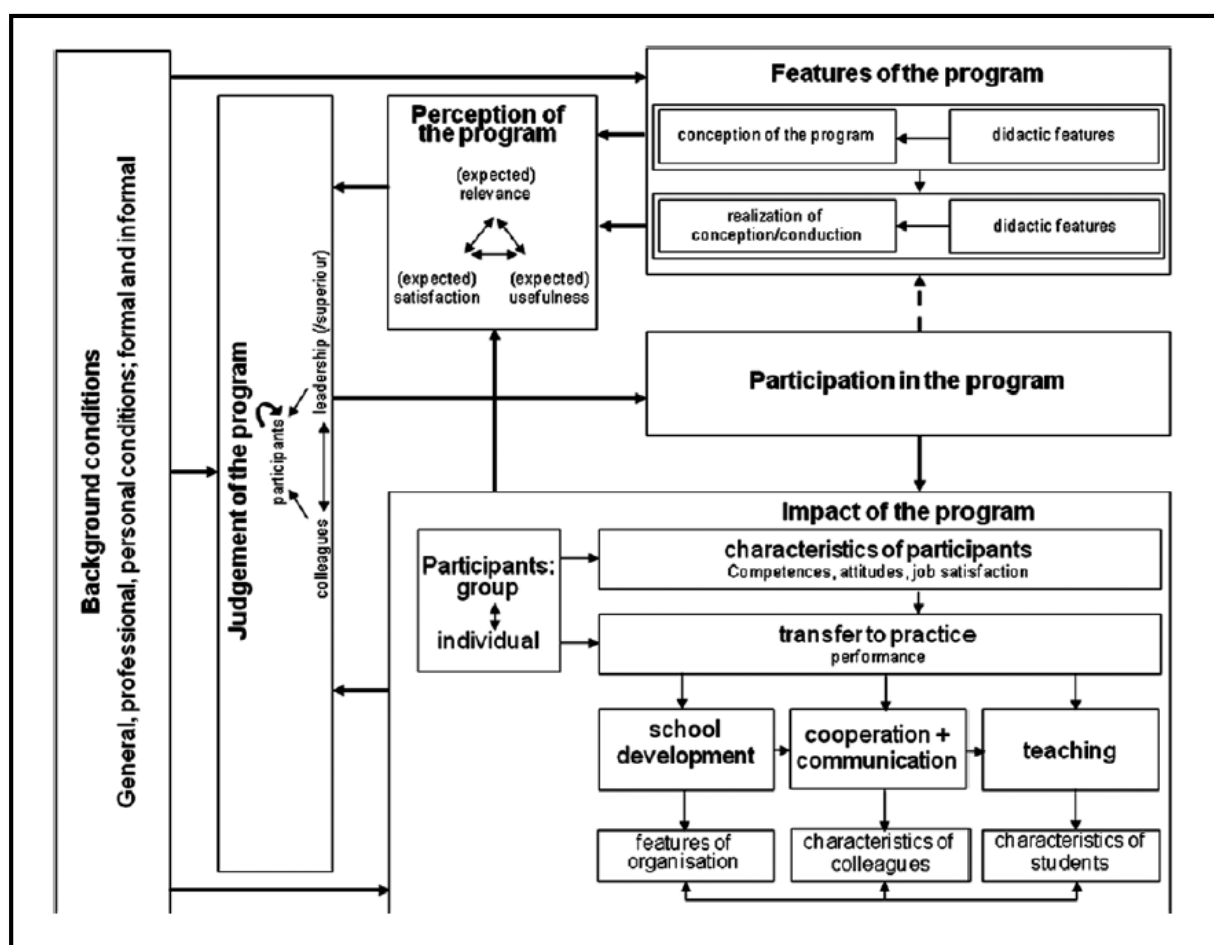 Background conditions
General, professional, personal conditions; formal and informal
Judgement of the program
participants
leadership (/superiour)
colleagues
Perception of
the program
(expected)
relevance
(expected)
satisfaction
(expected)
usefulness
Features of the program
conception of the program
didactic features
realization of
conception/conduction
didactic features
Participation in the program
Impact of the program
Participants:
group
individual
characteristics of participants
Competences, attitudes, job satisfaction
transfer to practice
performance
school
development
cooperation +
communication
teaching
features of
organisation
characteristics of
colleagues
characteristics of
students